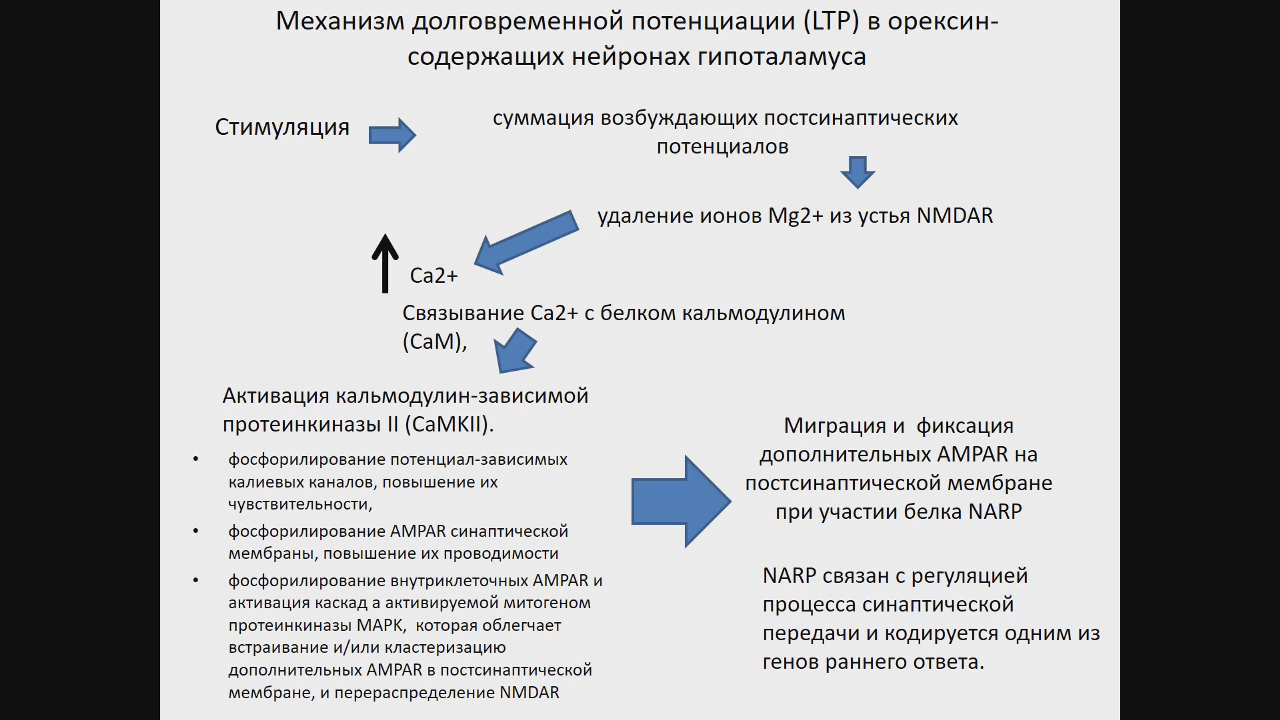 Механизм долговременной потенциации (LTP) в орексин-
содержащих нейронах гипоталамуса
Стимуляция
суммация возбуждающих постсинаптических
потенциалов
удаление ионов Mg2+ из устья NMDAR
Ca2+
Связывание Ca2+ с белком кальмодулином
(CaM),
Активация кальмодулин-зависимой
протеинкиназы II (CaMKII).
• фосфорилирование потенциал-зависимых
калиевых каналов, повышение их
чувствительности,
• фосфорилирование AMPAR синаптической
мембраны, повышение их проводимости
• фосфорилирование внутриклеточных AMPAR и
активация каскад а активируемой митогеном
протеинкиназы MAPK, которая облегчает
встраивание и/или кластеризацию
дополнительных AMPAR в постсинаптической
мембране, и перераспределение NMDAR
Миграция и фиксация
дополнительных AMPAR на
постсинаптической мембране
при участии белка NARP
NARP связан с регуляцией
процесса синаптической
передачи и кодируется одним из
генов раннего ответа.